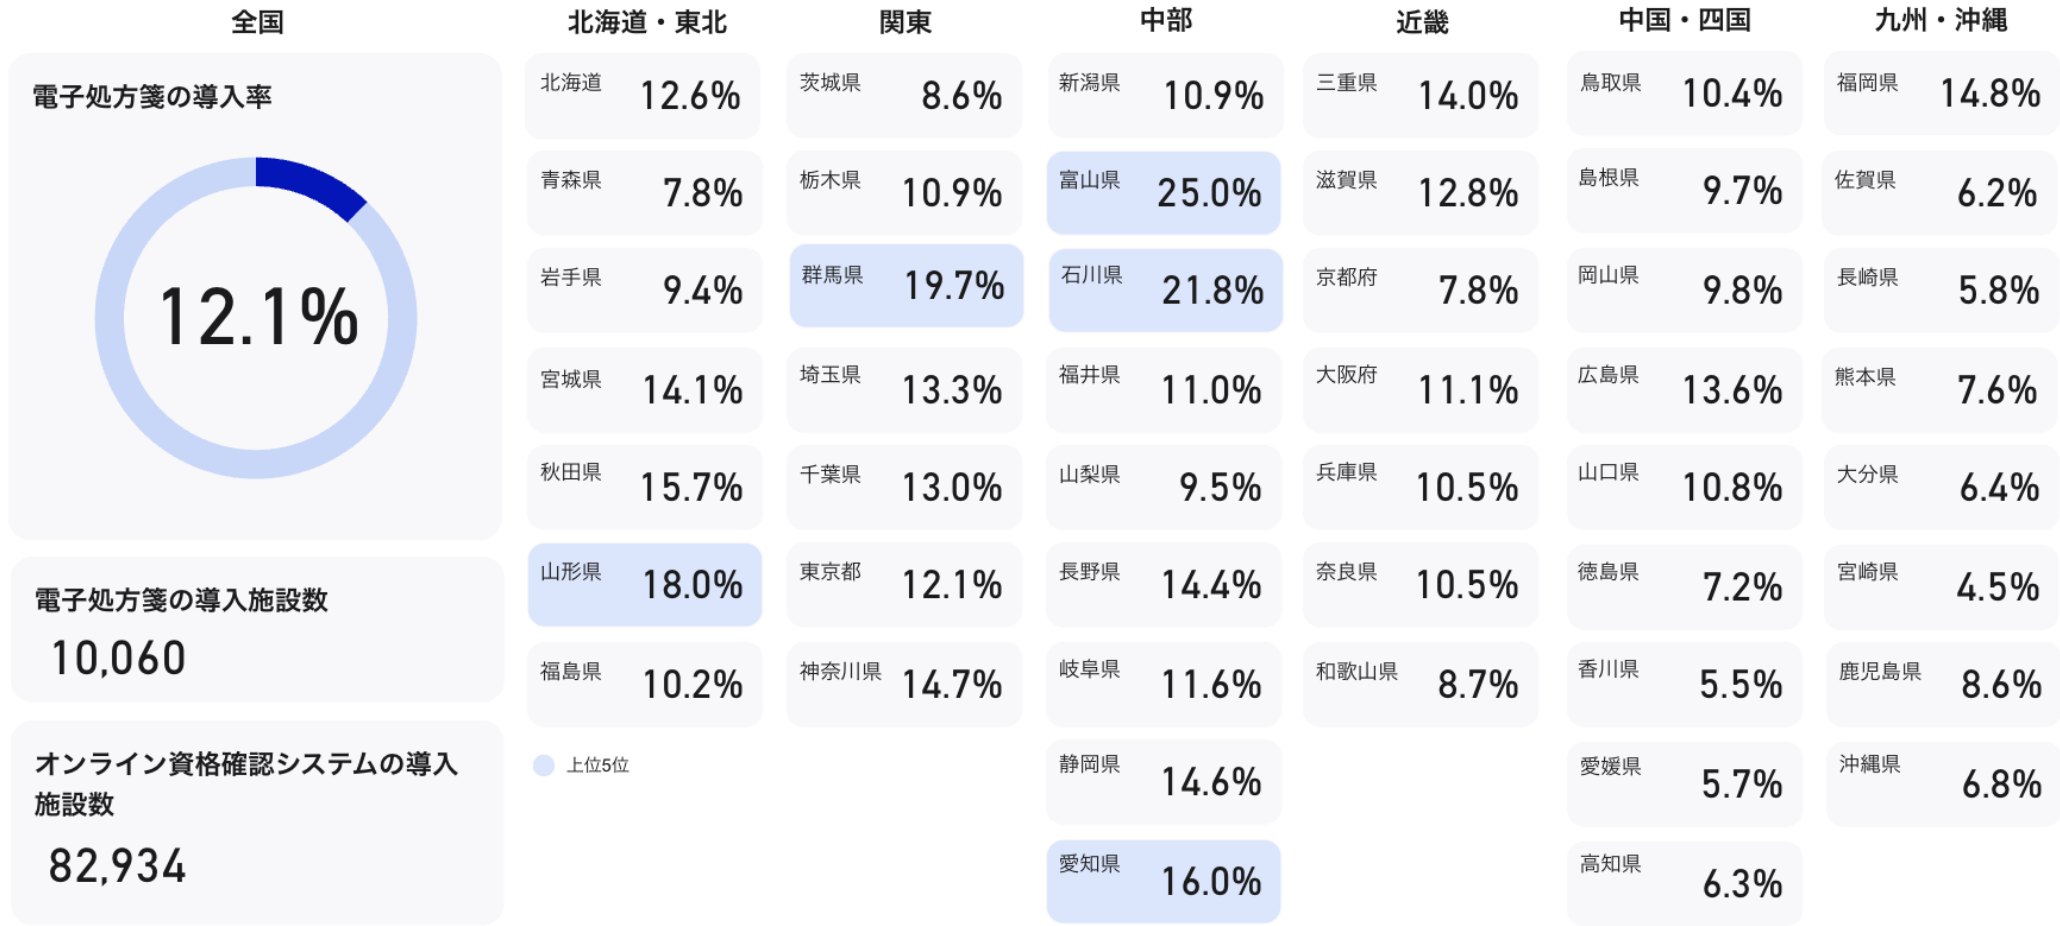 全国
電子処方箋の導入率
12.1%
電子処方箋の導入施設数
10,060
オンライン資格確認システムの導入
施設数
82,934
北海道・東北
北海道 12.6%
青森県 7.8%
岩手県 9.4%
宮城県 14.1%
秋田県 15.7%
山形県 18.0%
福島県 10.2%
上位5位
関東
茨城県 8.6%
栃木県 10.9%
群馬県 19.7%
埼玉県 13.3%
千葉県 13.0%
東京都 12.1%
神奈川県 14.7%
中部
新潟県 10.9%
富山県 25.0%
石川県 21.8%
福井県 11.0%
山梨県 9.5%
長野県 14.4%
岐阜県 11.6%
静岡県 14.6%
愛知県 16.0%
近畿
三重県 14.0%
滋賀県 12.8%
京都府 7.8%
大阪府 11.1%
兵庫県 10.5%
奈良県 10.5%
和歌山県 8.7%
中国・四国
鳥取県 10.4%
島根県 9.7%
岡山県 9.8%
広島県 13.6%
山口県 10.8%
徳島県 7.2%
香川県 5.5%
愛媛県 5.7%
高知県 6.3%
九州・沖縄
福岡県 14.8%
佐賀県 6.2%
長崎県 5.8%
熊本県 7.6%
大分県 6.4%
宮崎県 4.5%
鹿児島県 8.6%
沖縄県 6.8%